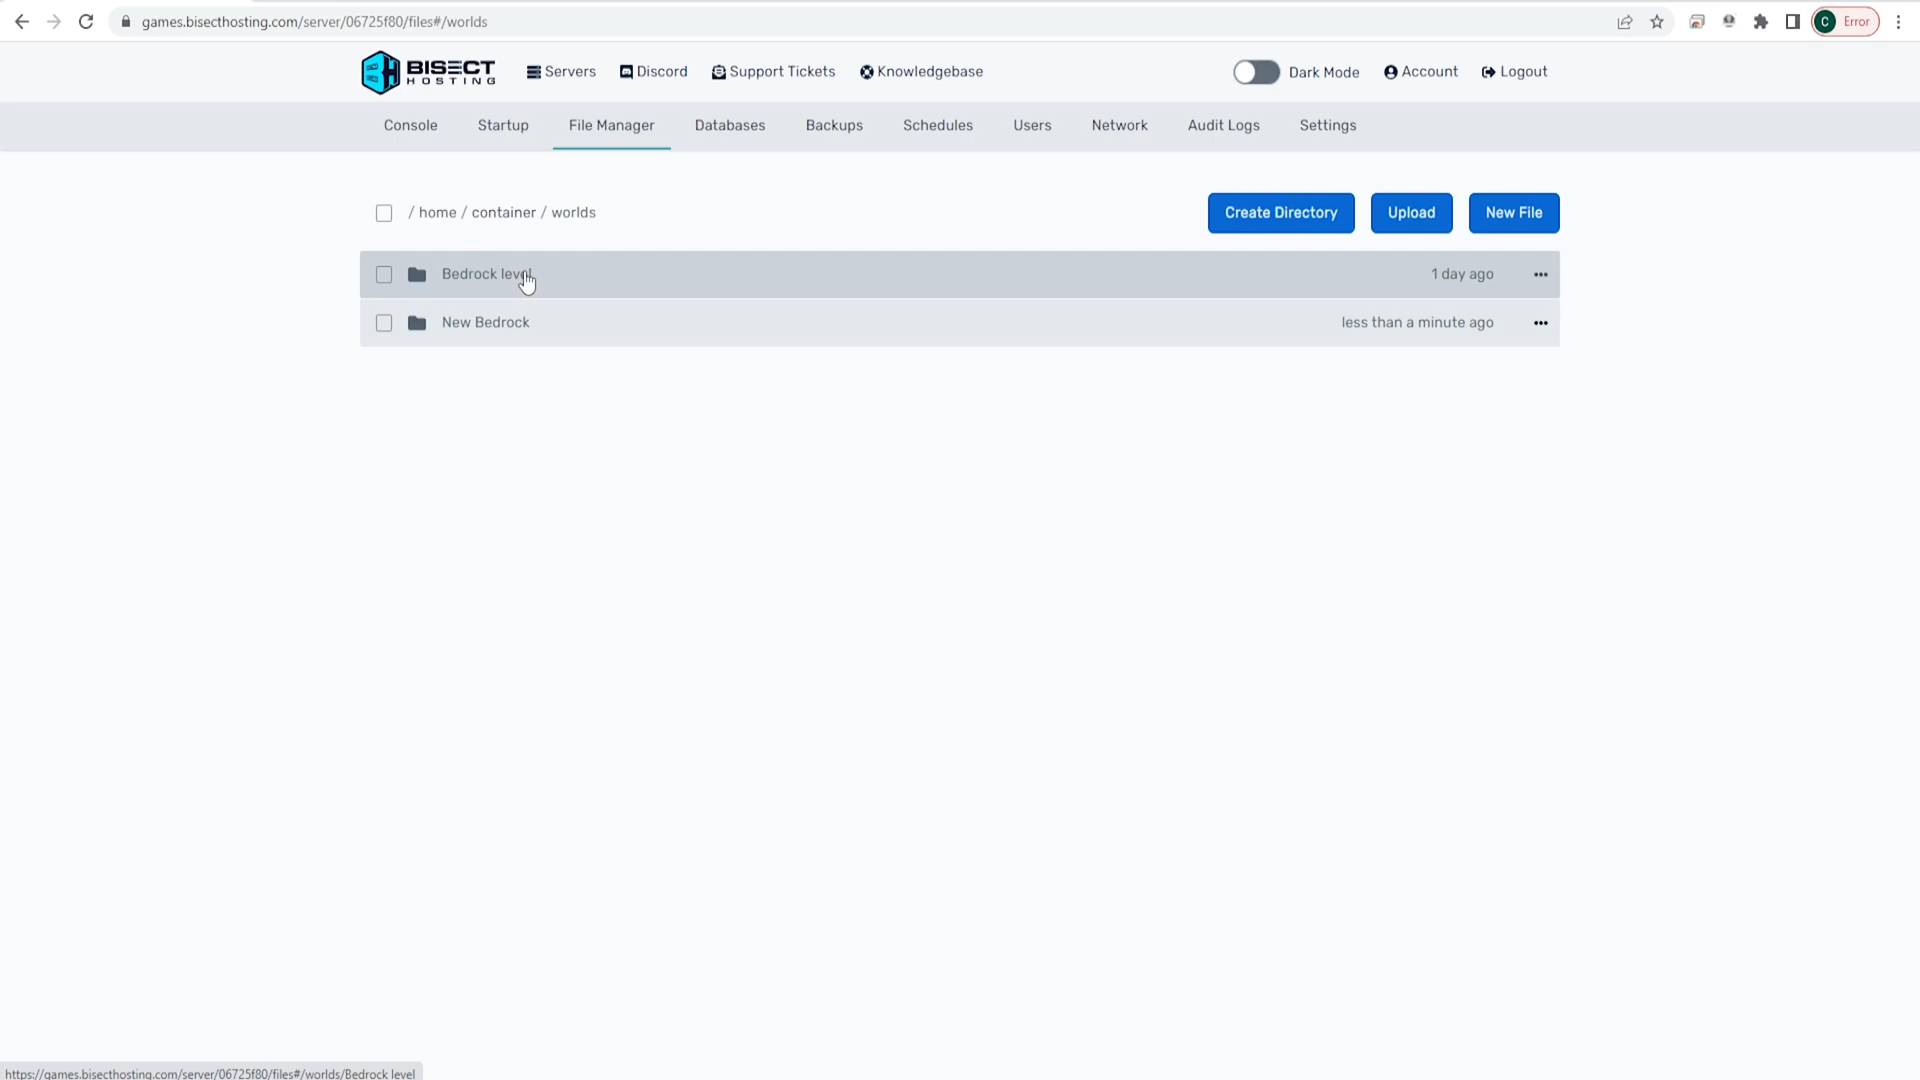 games.bisecthosting.com/server/06725f80/files#/worlds
C Error
BISECT HOSTING
Servers Discord Support Tickets Knowledgebase Dark Mode Account Logout
Console Startup File Manager Databases Backups Schedules Users Network Audit Logs Settings
/ home / container / worlds Create Directory Upload New File
Bedrock level 1 day ago •••
New Bedrock less than a minute ago •••
https://games.bisecthosting.com/server/06725f80/files#/worlds/Bedrock level